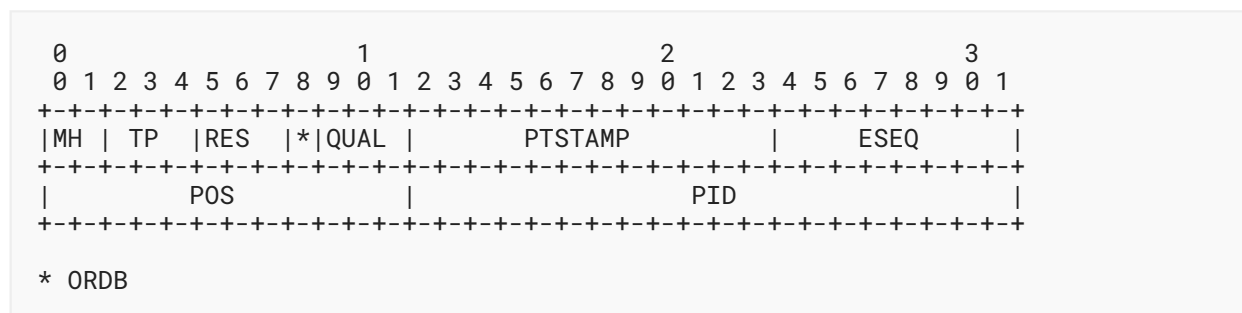 0                   1                   2                   3
 0 1 2 3 4 5 6 7 8 9 0 1 2 3 4 5 6 7 8 9 0 1 2 3 4 5 6 7 8 9 0 1
+-+-+-+-+-+-+-+-+-+-+-+-+-+-+-+-+-+-+-+-+-+-+-+-+-+-+-+-+-+-+-+-+
|MH | TP  |RES  |*|QUAL |       PTSTAMP         |     ESEQ      |
+-+-+-+-+-+-+-+-+-+-+-+-+-+-+-+-+-+-+-+-+-+-+-+-+-+-+-+-+-+-+-+-+
|         POS           |                  PID                  |
+-+-+-+-+-+-+-+-+-+-+-+-+-+-+-+-+-+-+-+-+-+-+-+-+-+-+-+-+-+-+-+-+
* ORDB